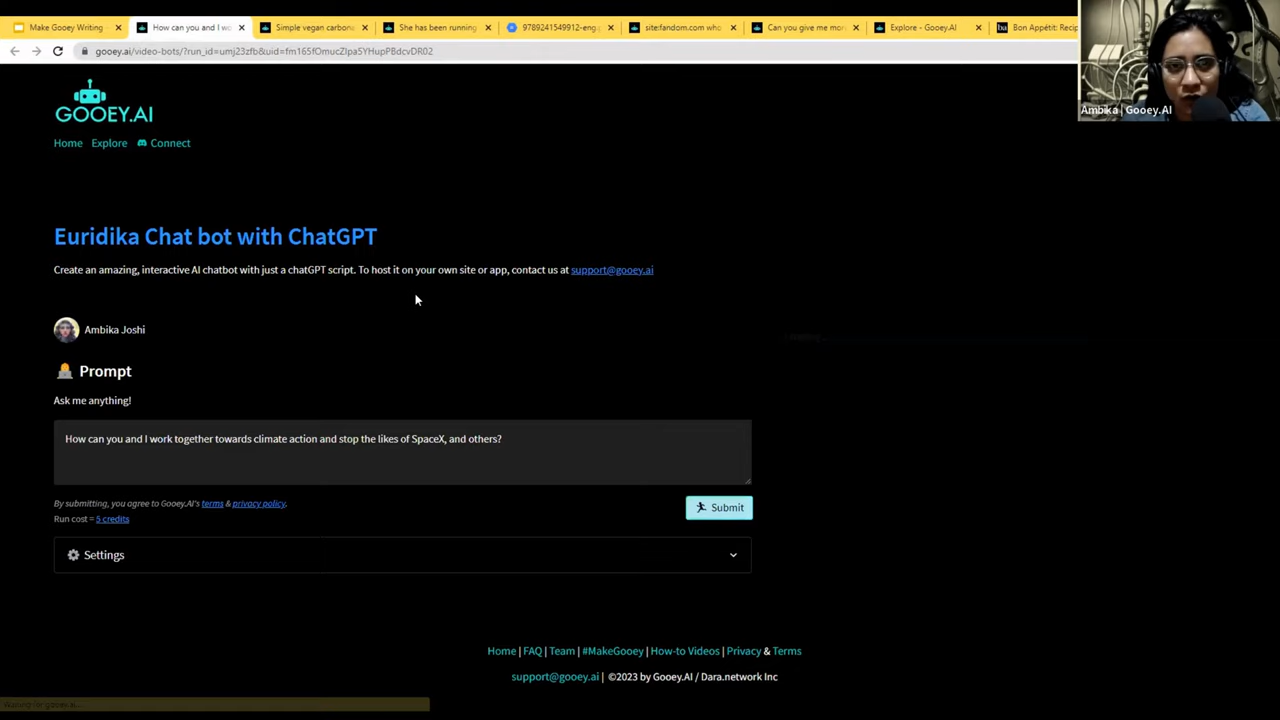 Make Gooey Writing
How can you and I wo
Simple vegan carbona
She has been running
9789241549912-eng.p
site:fandom.com who
Can you give me more
Explore - Gooey.AI
Bon Appétit: Recip
gooey.ai/video-bots/?run_id=umj23zfb&uid=fm165fOmucZIpa5YHupPBdcvDR02
Ambika | Gooey.AI
GOOEY.AI
Home Explore Connect
Euridika Chat bot with ChatGPT
Create an amazing, interactive AI chatbot with just a chatGPT script. To host it on your own site or app, contact us at support@gooey.ai
Ambika Joshi
Prompt
Ask me anything!
How can you and I work together towards climate action and stop the likes of SpaceX, and others?
By submitting, you agree to Gooey.AI's terms & privacy policy.
Run cost = 5 credits
Submit
Settings
Home | FAQ | Team | #MakeGooey | How-to Videos | Privacy & Terms
support@gooey.ai | ©2023 by Gooey.AI / Dara.network Inc
Waiting for gooey.ai...